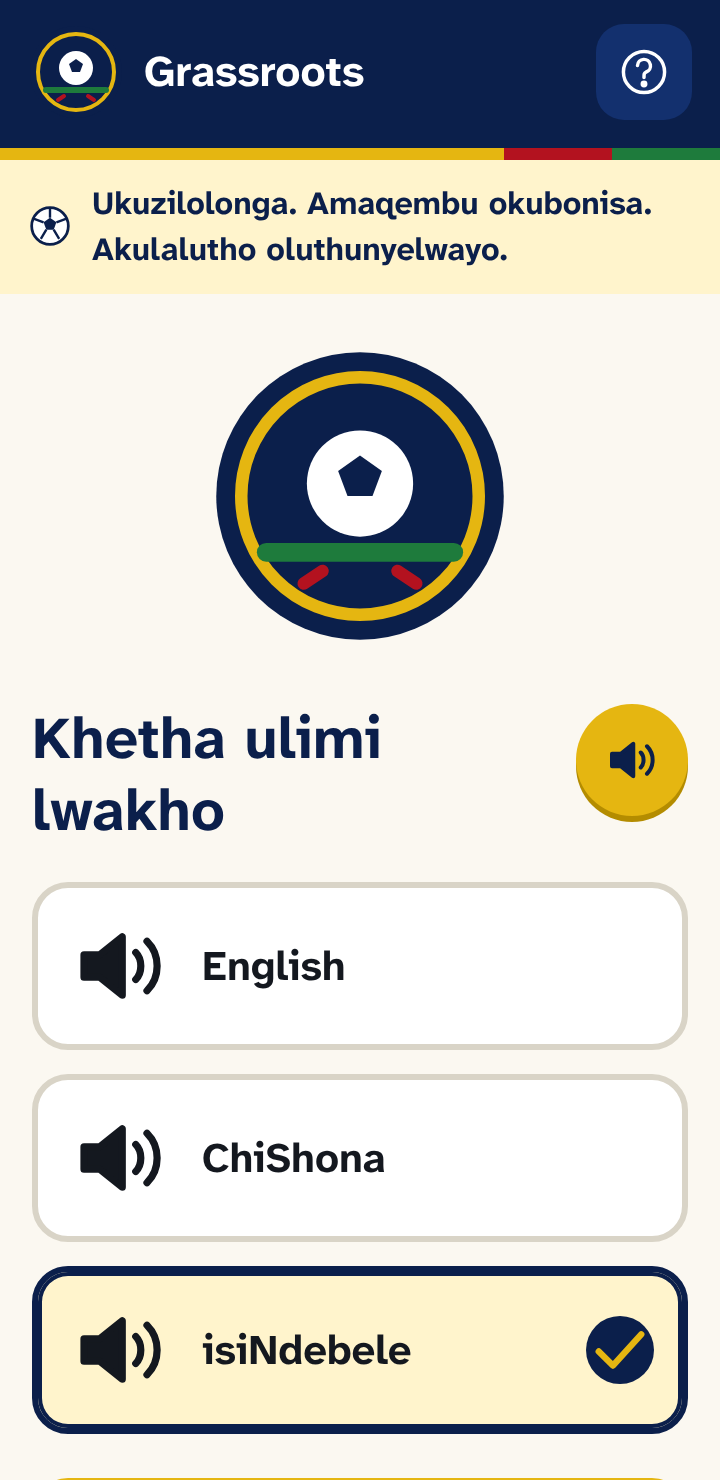 Grassroots
Ukuzilolonga. Amaqembu okubonisa.
Akulalutho oluthunyelwayo.
Khetha ulimi
lwakho
English
ChiShona
isiNdebele